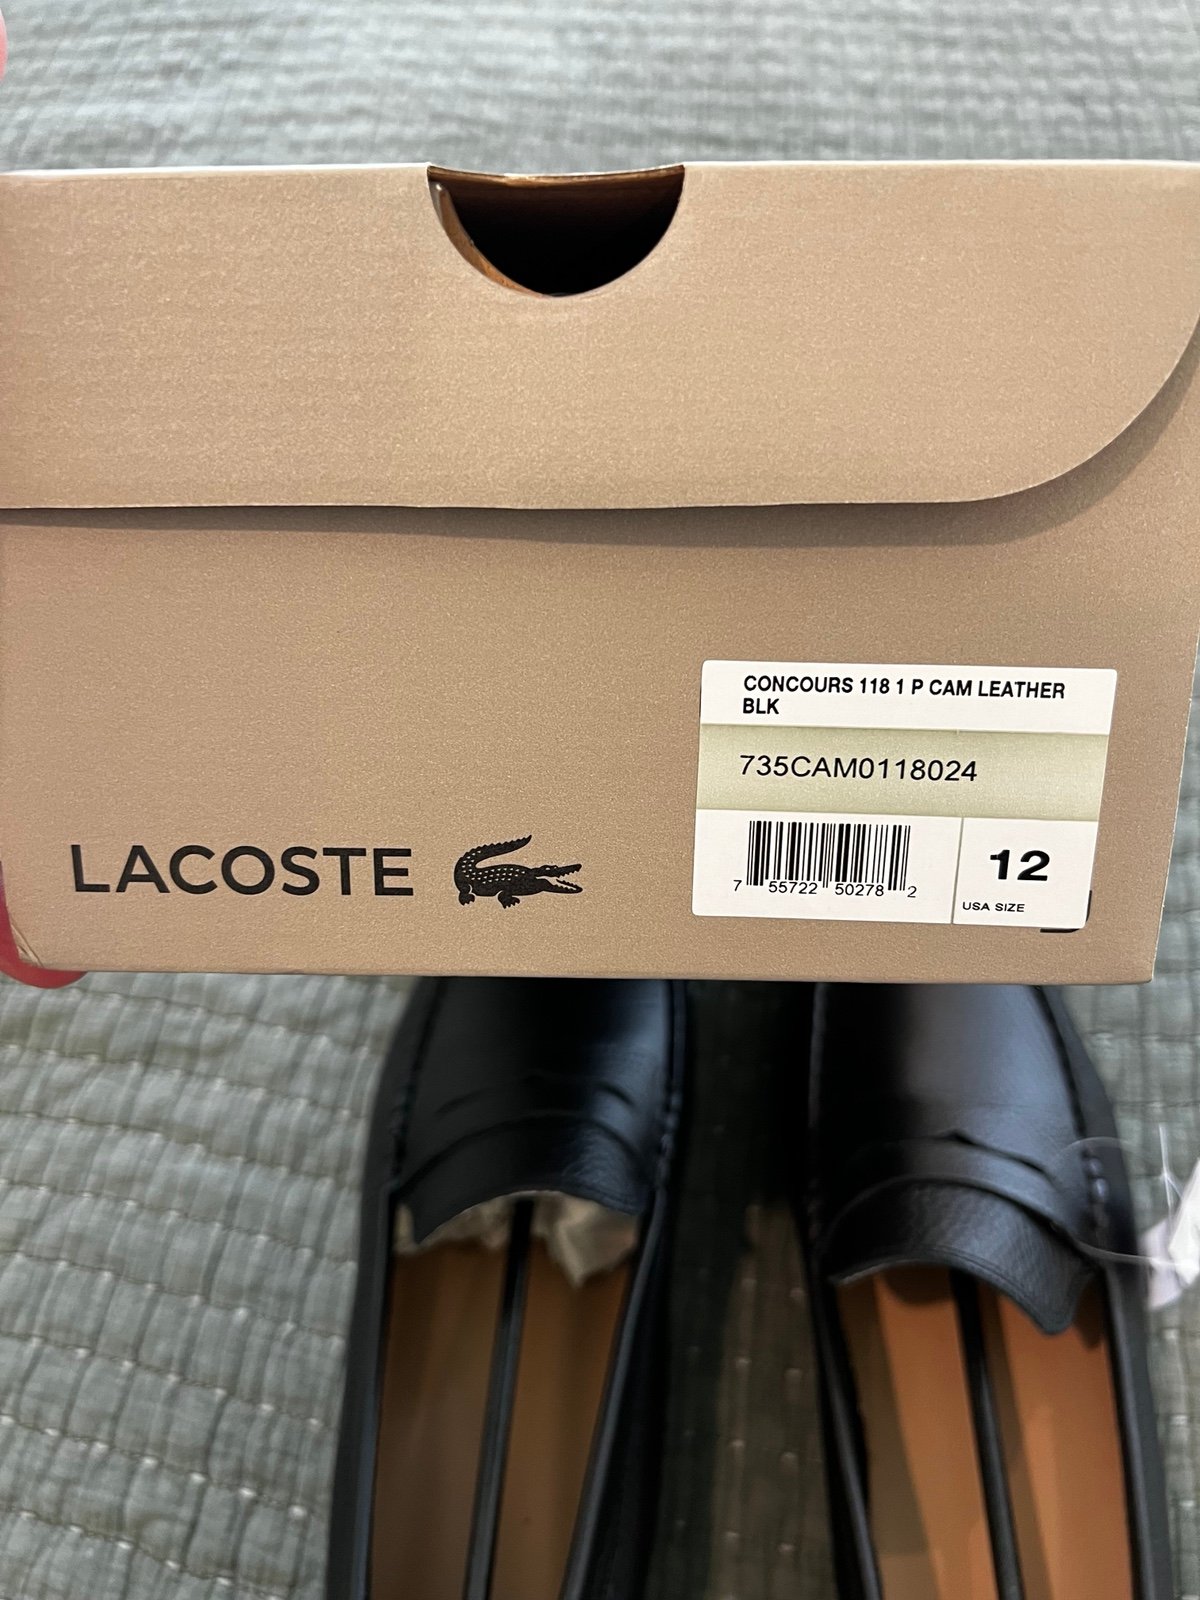 CONCOURS 118 1 P CAM LEATHER
BLK
735CAM0118024
LACOSTE
7 55722 50278 2
12
USA SIZE